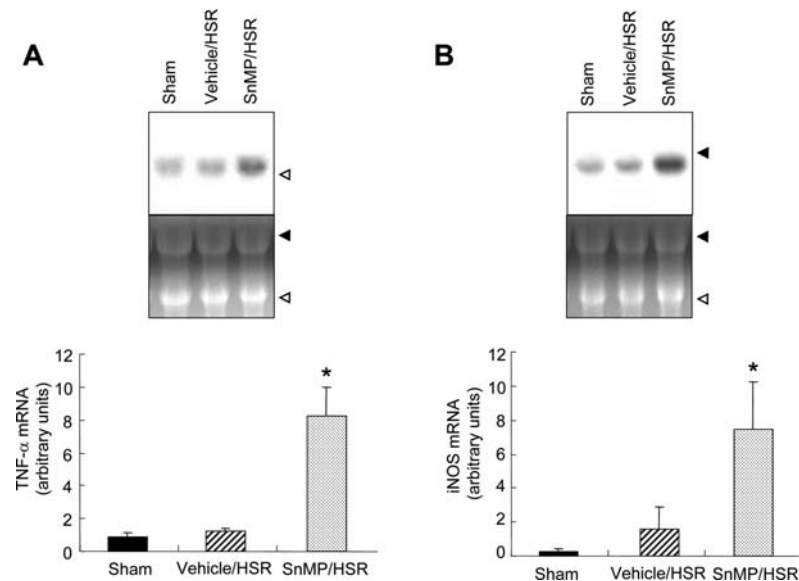 A
Sham
Vehicle/HSR
SnMP/HSR
TNF-α mRNA
(arbitrary units)
12
10
8
6
4
2
0
*
Sham
Vehicle/HSR
SnMP/HSR
B
Sham
Vehicle/HSR
SnMP/HSR
iNOS mRNA
(arbitrary units)
12
10
8
6
4
2
0
*
Sham
Vehicle/HSR
SnMP/HSR